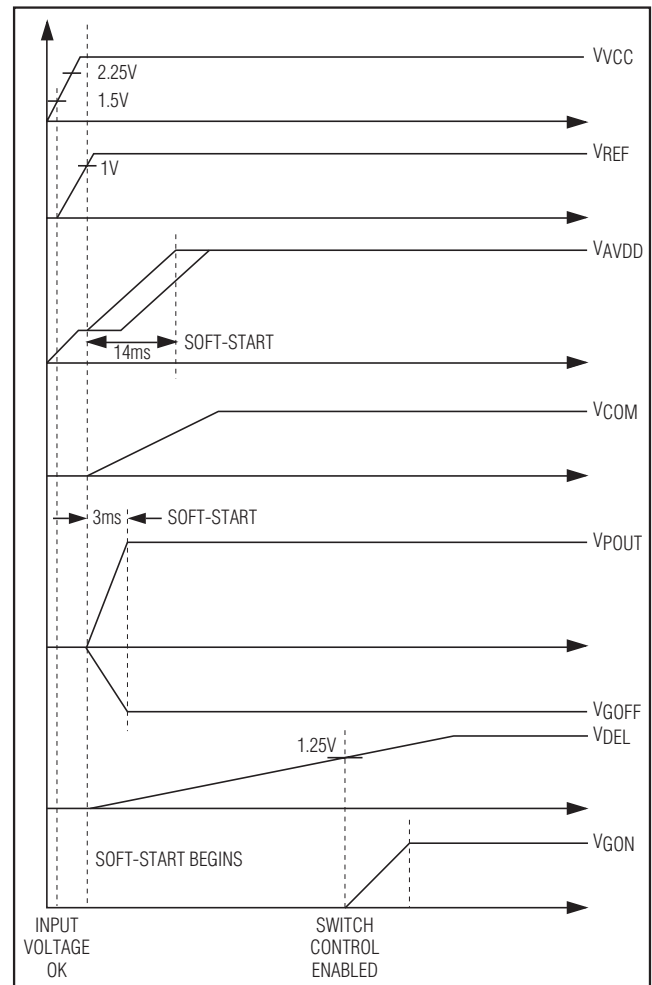 VVCC
2.25V
1.5V
VREF
1V
VAVDD
SOFT-START
14ms
VCOM
3ms
SOFT-START
VPOUT
VGOFF
VDEL
1.25V
VGON
SOFT-START BEGINS
INPUT
VOLTAGE
OK
SWITCH
CONTROL
ENABLED